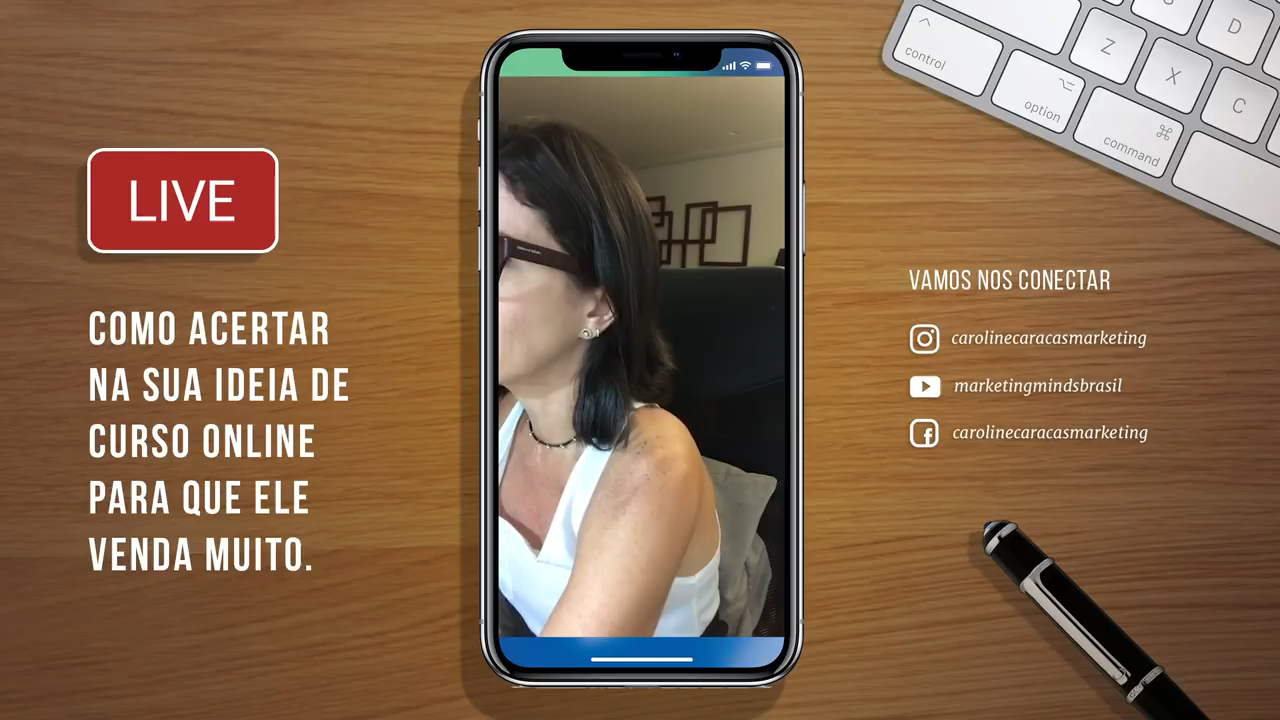 LIVE
COMO ACERTAR
NA SUA IDEIA DE
CURSO ONLINE
PARA QUE ELE
VENDA MUITO.
VAMOS NOS CONECTAR
carolinecaracasmarketing
marketingmindsbrasil
carolinecaracasmarketing
control
option
command
Z
X
C
S
D